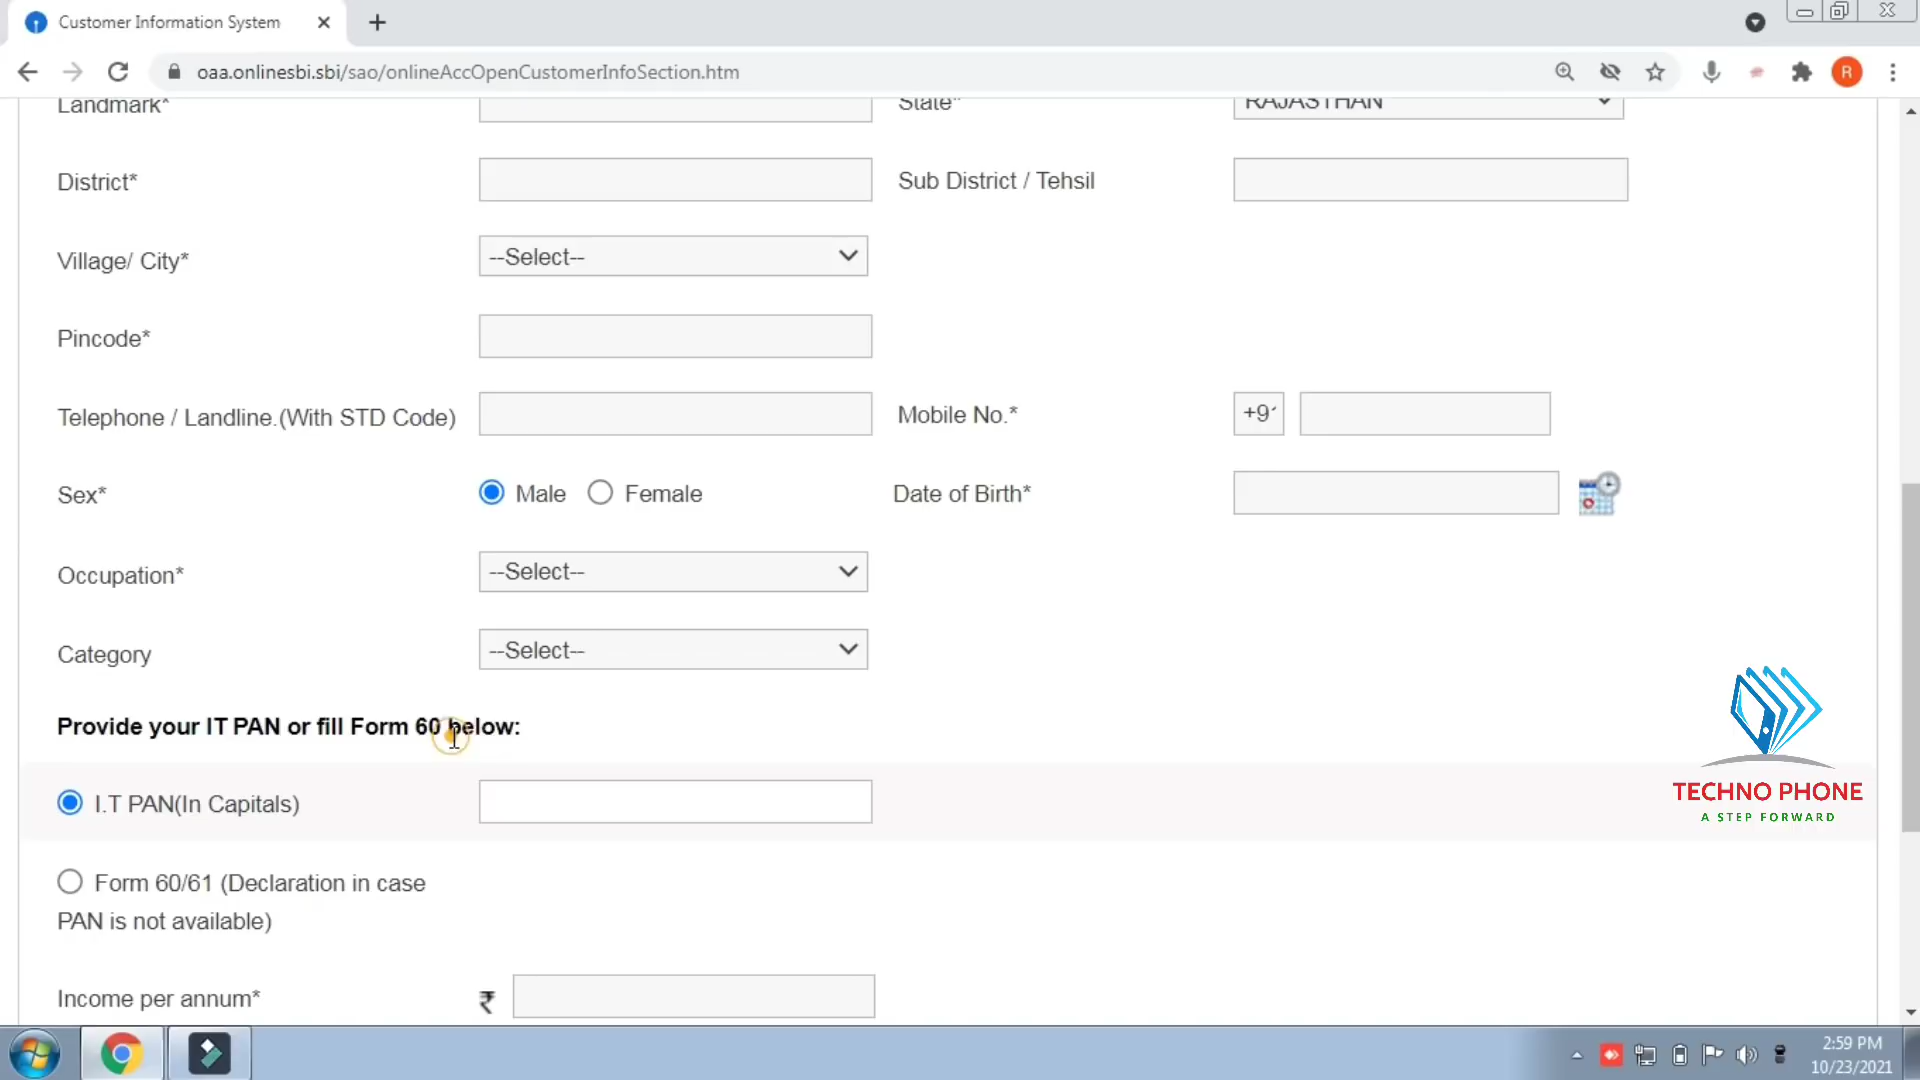 Customer Information System
oaa.onlinesbi.sbi/sao/onlineAccOpenCustomerInfoSection.htm
R
Landmark*
State*
RAJASTHAN
District*
Sub District / Tehsil
Village/ City*
--Select--
Pincode*
Telephone / Landline.(With STD Code)
Mobile No.*
+91
Sex*
Male
Female
Date of Birth*
Occupation*
--Select--
Category
--Select--
Provide your IT PAN or fill Form 60 below:
I.T PAN(In Capitals)
TECHNO PHONE
A STEP FORWARD
Form 60/61 (Declaration in case
PAN is not available)
Income per annum*
₹
2:59 PM
10/23/2021